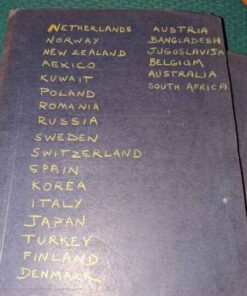 NETHERLANDS
NORWAY
NEW ZEALAND
MEXICO
KUWAIT
POLAND
ROMANIA
RUSSIA
SWEDEN
SWITZERLAND
SPAIN
KOREA
ITALY
JAPAN
TURKEY
FINLAND
DENMARK
AUSTRIA
BANGLADESH
JUGOSLAVIJA
BELGIUM
AUSTRALIA
SOUTH AFRICA